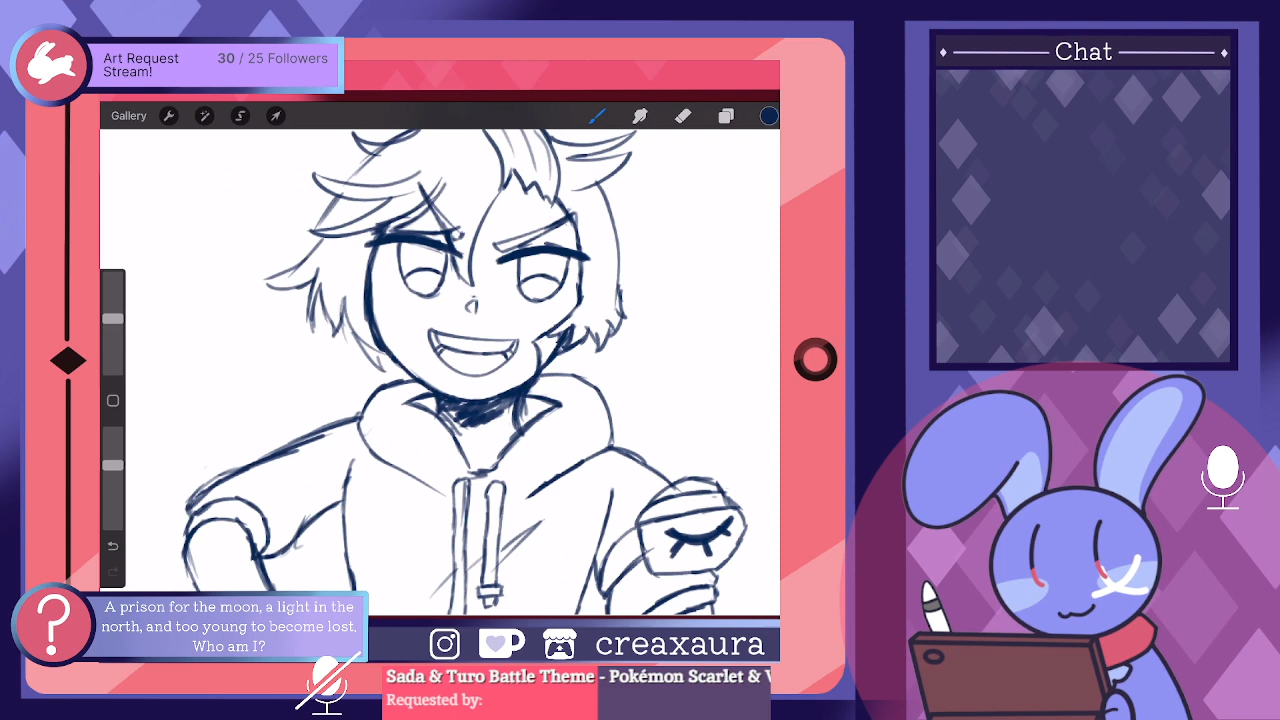 Art Request
Stream!
30 / 25 Followers
Chat
Gallery
A prison for the moon, a light in the
north, and too young to become lost.
Who am I?
creaxaura
Sada & Turo Battle Theme - Pokémon Scarlet & V
Requested by: